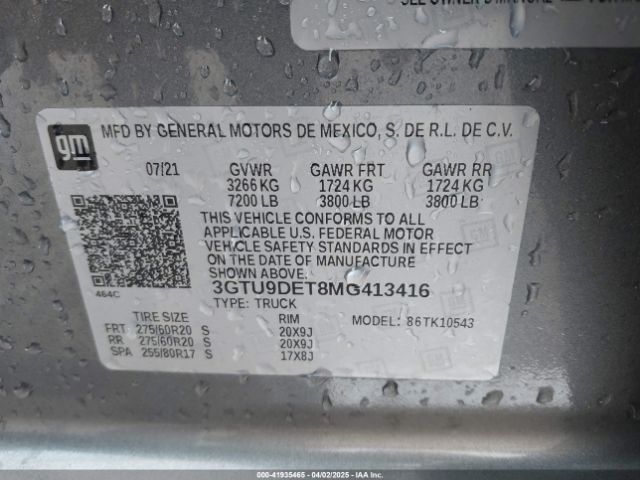 SEE OWNER'S MANUAL
gm
MFD BY GENERAL MOTORS DE MEXICO, S. DE R.L. DE C.V.
07/21 GVWR GAWR FRT GAWR RR
3266 KG 1724 KG 1724 KG
7200 LB 3800 LB 3800 LB
THIS VEHICLE CONFORMS TO ALL
APPLICABLE U.S. FEDERAL MOTOR
VEHICLE SAFETY STANDARDS IN EFFECT
ON THE DATE OF MANUFACTURE
SHOWN ABOVE.
464C
3GTU9DET8MG413416
TYPE: TRUCK
TIRE SIZE RIM MODEL: 86TK10543
FRT 275/60R20 S 20X9J
RR 275/60R20 S 20X9J
SPA 255/80R17 S 17X8J
000-41935465 04/02/2025 IAAI.COM